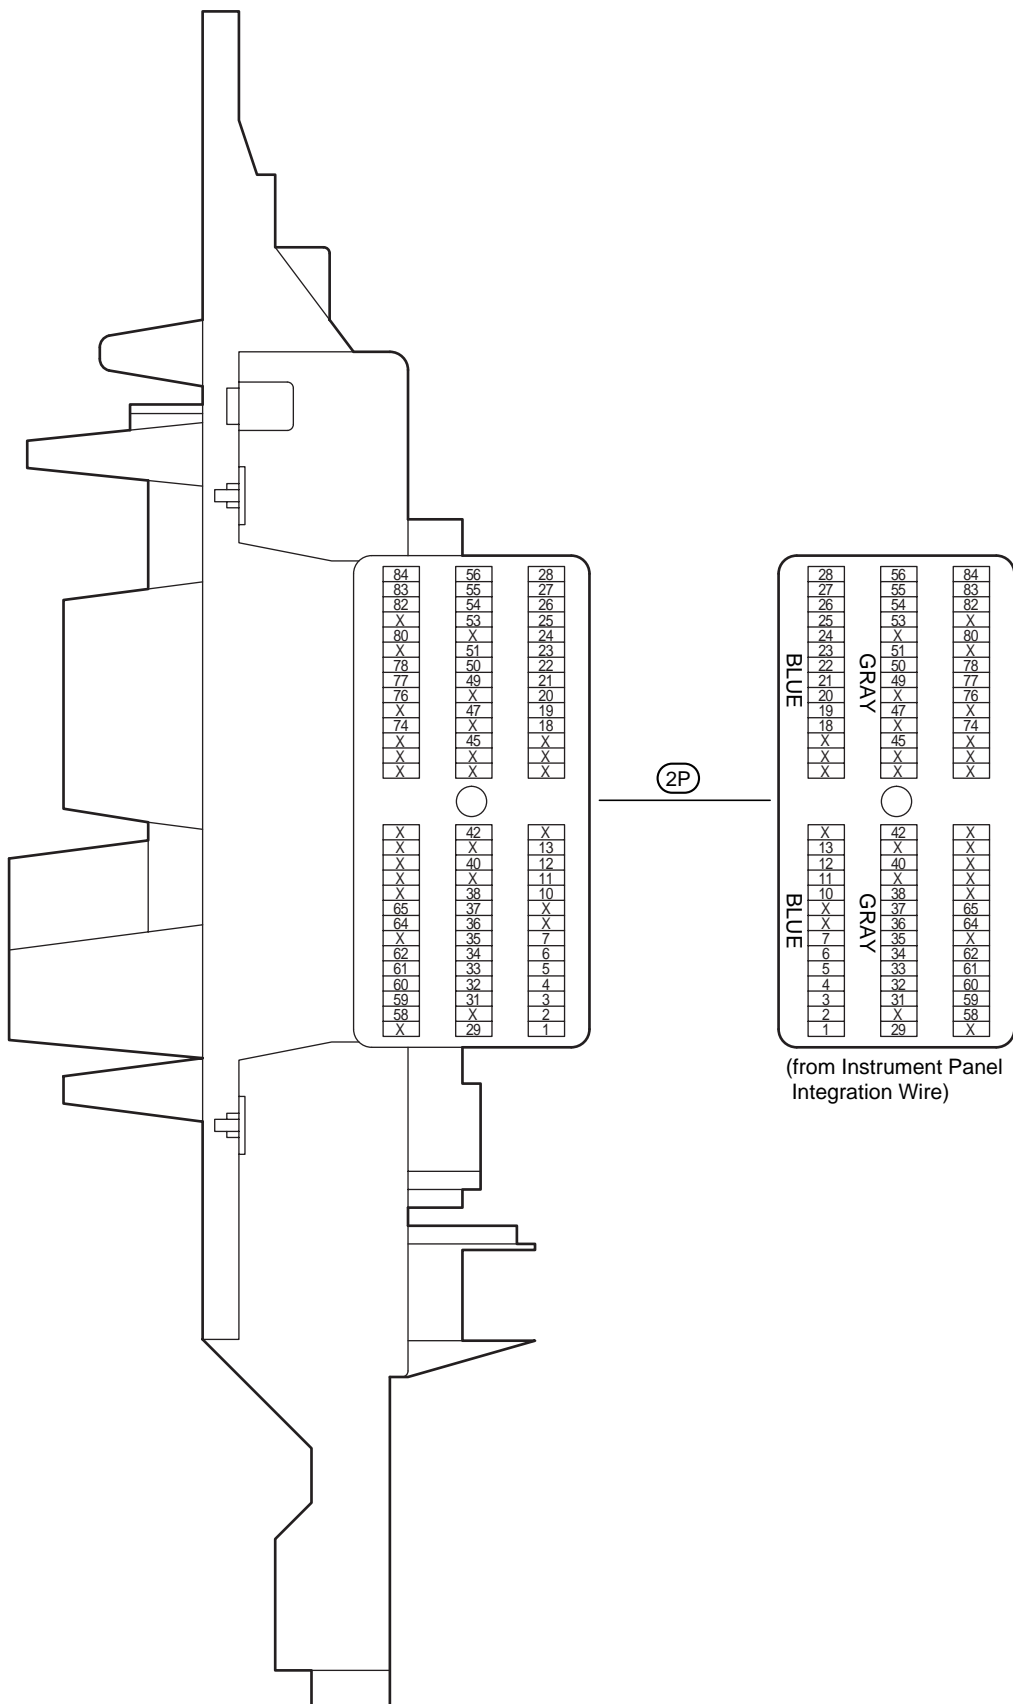 84 56 28
83 55 27
82 54 26
X 53 25
80 X 24
X 51 23
78 50 22
77 49 21
76 X 20
X 47 19
74 X 18
X 45 X
X X X
X X X
X 42 X
X X 13
X 40 12
X X 11
X 38 10
65 37 X
64 36 X
X 35 7
62 34 6
61 33 5
60 32 4
59 31 3
58 X 2
X 29 1
2P
28 56 84
27 55 83
26 54 82
25 53 X
24 X 80
23 51 X
22 50 78
21 49 77
20 X 76
19 47 X
18 X 74
X 45 X
X X X
X X X
BLUE
GRAY
X 42 X
13 X X
12 40 X
11 X X
10 38 X
X 37 65
X 36 64
7 35 X
6 34 62
5 33 61
4 32 60
3 31 59
2 X 58
1 29 X
BLUE
GRAY
(from Instrument Panel
Integration Wire)